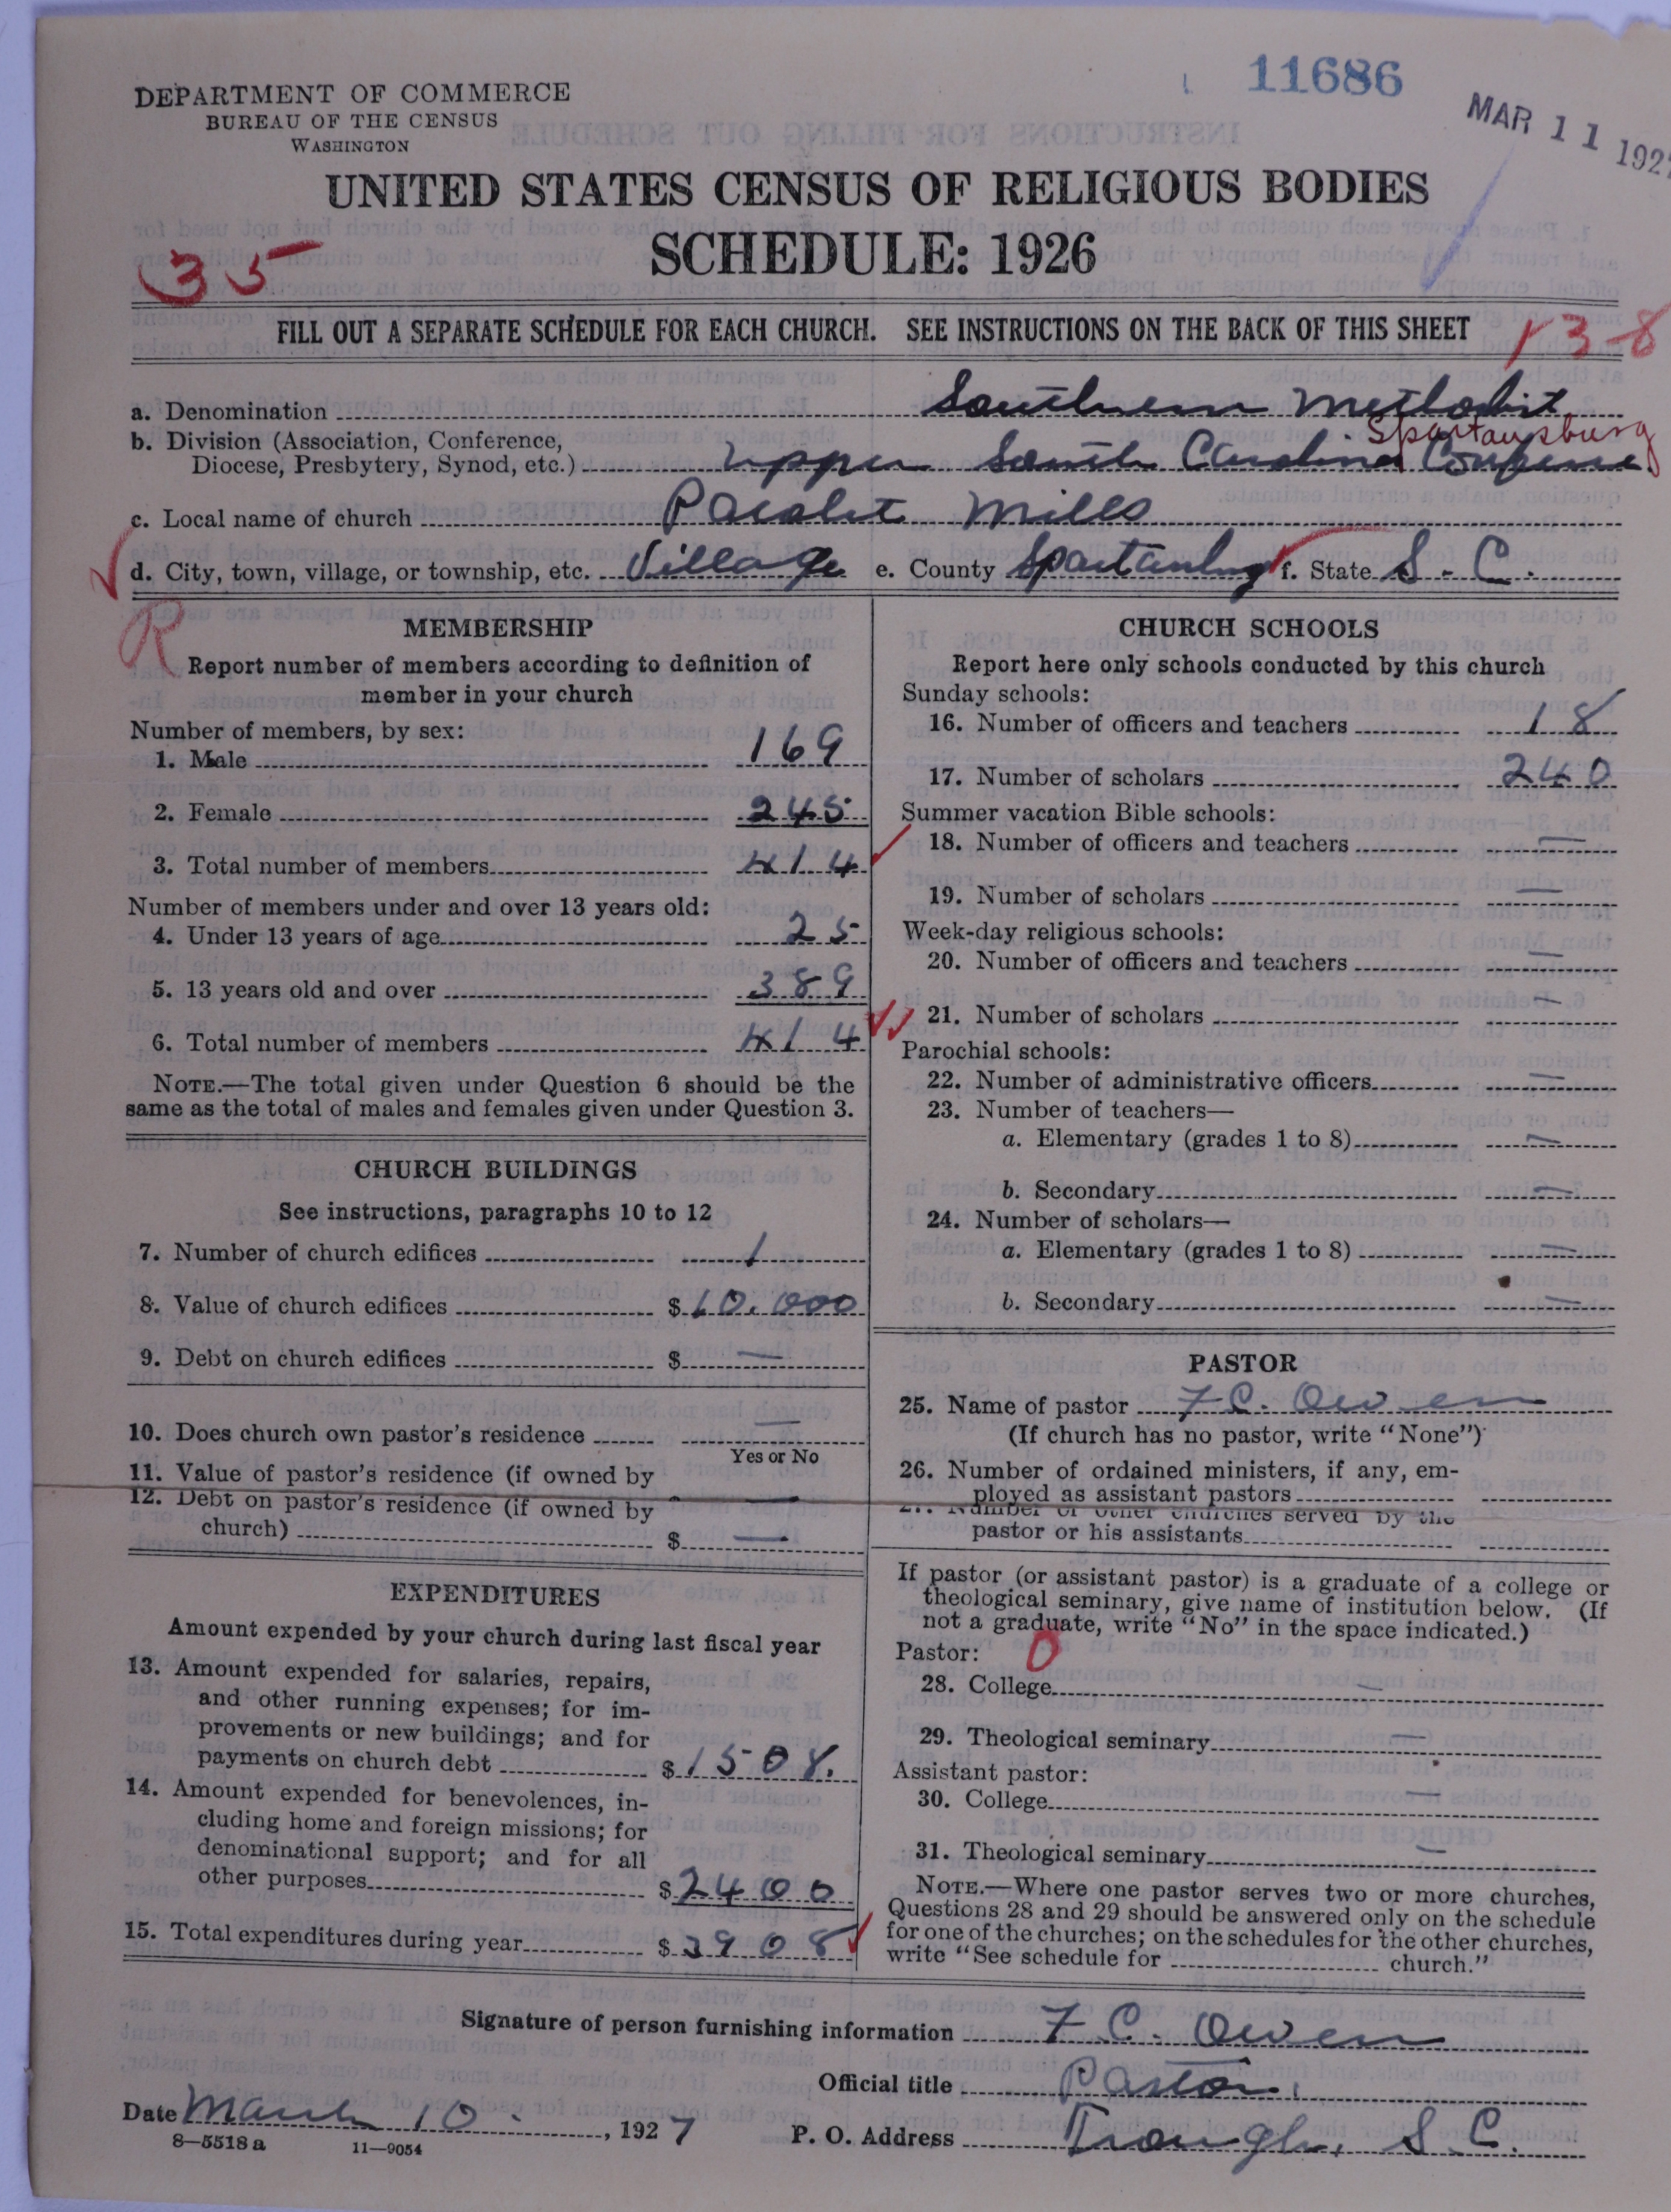 11686
MAR 11 192
DEPARTMENT OF COMMERCE
BUREAU OF THE CENSUS
WASHINGTON
UNITED STATES CENSUS OF RELIGIOUS BODIES
SCHEDULE: 1926
35
FILL OUT A SEPARATE SCHEDULE FOR EACH CHURCH. SEE INSTRUCTIONS ON THE BACK OF THIS SHEET
13-8
a. Denomination Southern Methodist
Spartansburg
b. Division (Association, Conference,
Diocese, Presbytery, Synod, etc.) Upper South Carolina Conference
c. Local name of church Pacolet Mills
d. City, town, village, or township, etc. Village e. County Spartanburg f. State S. C.
R
MEMBERSHIP
Report number of members according to definition of
member in your church
Number of members, by sex:
1. Male 169
2. Female 245
3. Total number of members 414
Number of members under and over 13 years old:
4. Under 13 years of age 25
5. 13 years old and over 389
6. Total number of members 414
NOTE.—The total given under Question 6 should be the
same as the total of males and females given under Question 3.
CHURCH BUILDINGS
See instructions, paragraphs 10 to 12
7. Number of church edifices 1
8. Value of church edifices $10,000
9. Debt on church edifices $ —
10. Does church own pastor's residence —
Yes or No
11. Value of pastor's residence (if owned by
12. Debt on pastor's residence (if owned by —
church) $ —
EXPENDITURES
Amount expended by your church during last fiscal year
13. Amount expended for salaries, repairs,
and other running expenses; for im-
provements or new buildings; and for
payments on church debt $1508.
14. Amount expended for benevolences, in-
cluding home and foreign missions; for
denominational support; and for all
other purposes $2400
15. Total expenditures during year $3908
CHURCH SCHOOLS
Report here only schools conducted by this church
Sunday schools:
16. Number of officers and teachers 18
17. Number of scholars 240
Summer vacation Bible schools:
18. Number of officers and teachers —
19. Number of scholars —
Week-day religious schools:
20. Number of officers and teachers —
21. Number of scholars —
Parochial schools:
22. Number of administrative officers —
23. Number of teachers—
a. Elementary (grades 1 to 8) —
b. Secondary —
24. Number of scholars—
a. Elementary (grades 1 to 8) —
b. Secondary —
PASTOR
25. Name of pastor F C. Owen
(If church has no pastor, write "None")
26. Number of ordained ministers, if any, em-
ployed as assistant pastors
27. Number of other churches served by the
pastor or his assistants
If pastor (or assistant pastor) is a graduate of a college or
theological seminary, give name of institution below. (If
not a graduate, write "No" in the space indicated.)
Pastor: 0
28. College —
29. Theological seminary —
Assistant pastor:
30. College —
31. Theological seminary —
NOTE.—Where one pastor serves two or more churches,
Questions 28 and 29 should be answered only on the schedule
for one of the churches; on the schedules for the other churches,
write "See schedule for church."
Signature of person furnishing information F C. Owen
Official title Pastor.
Date March 10. , 1927 P. O. Address Trough, S. C.
8—5518 a 11—9054